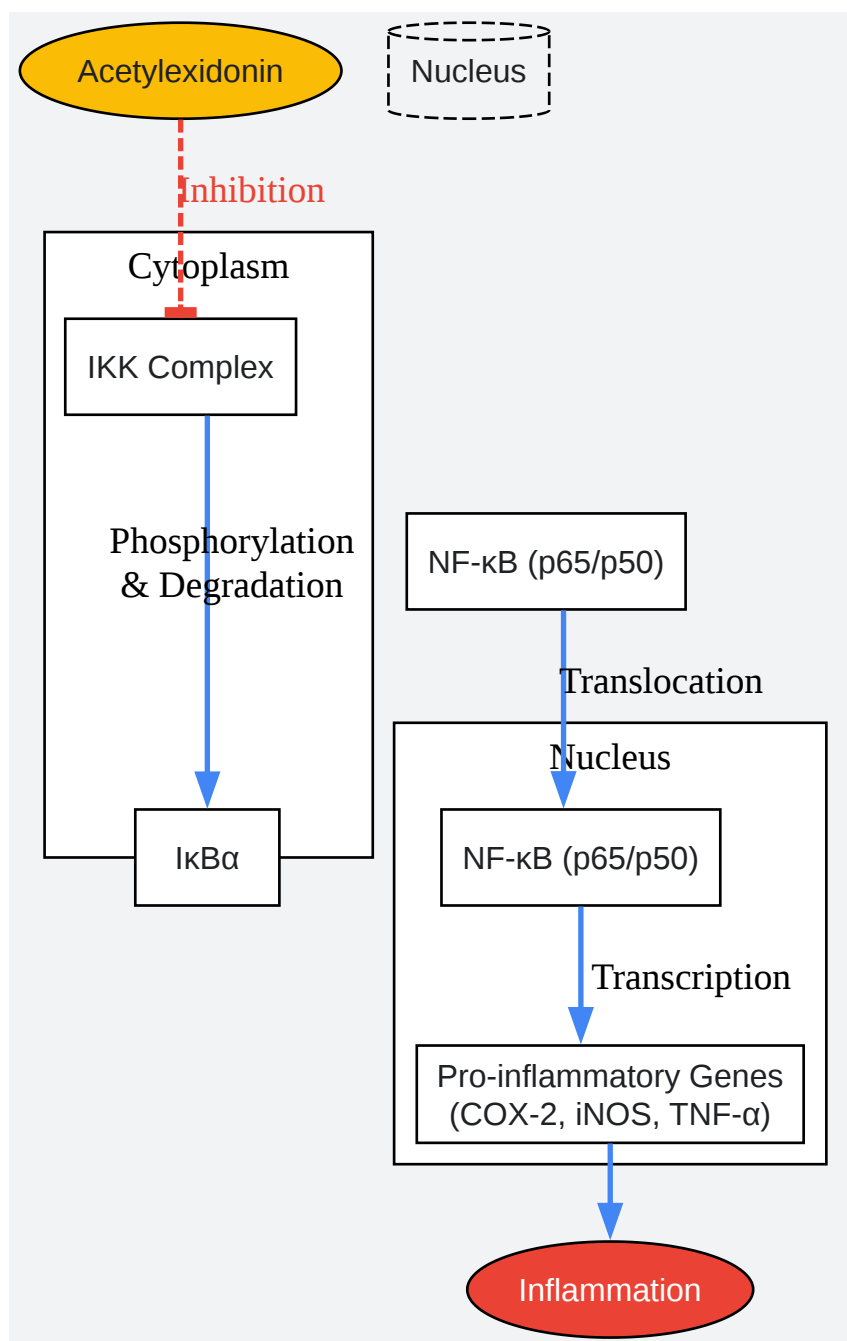 Acetylexidonin
Nucleus
Inhibition
Cytoplasm
IKK Complex
Phosphorylation
& Degradation
IκBα
NF-κB (p65/p50)
Translocation
Nucleus
NF-κB (p65/p50)
Transcription
Pro-inflammatory Genes
(COX-2, iNOS, TNF-α)
Inflammation